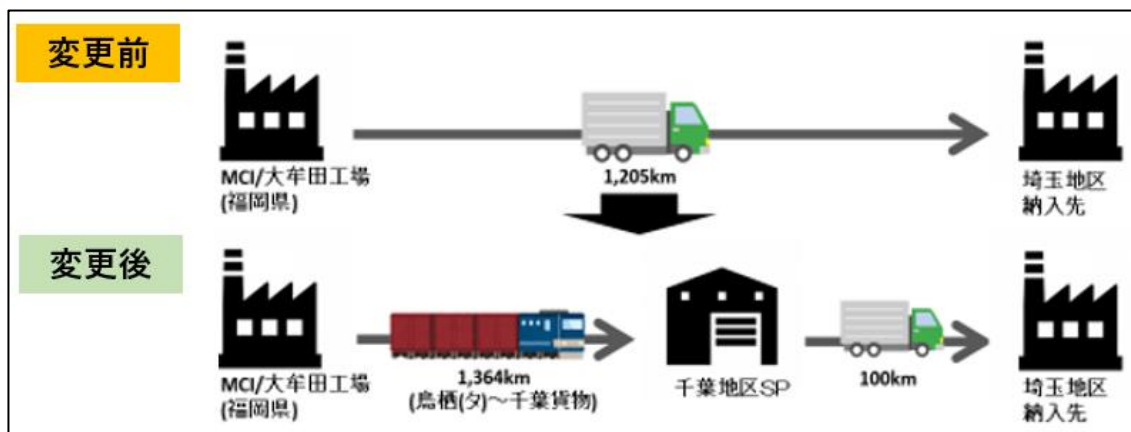 変更前
MCI/大牟田工場
(福岡県)
1,205km
埼玉地区
納入先
変更後
MCI/大牟田工場
(福岡県)
1,364km
(鳥栖(タ)～千葉貨物)
千葉地区SP
100km
埼玉地区
納入先